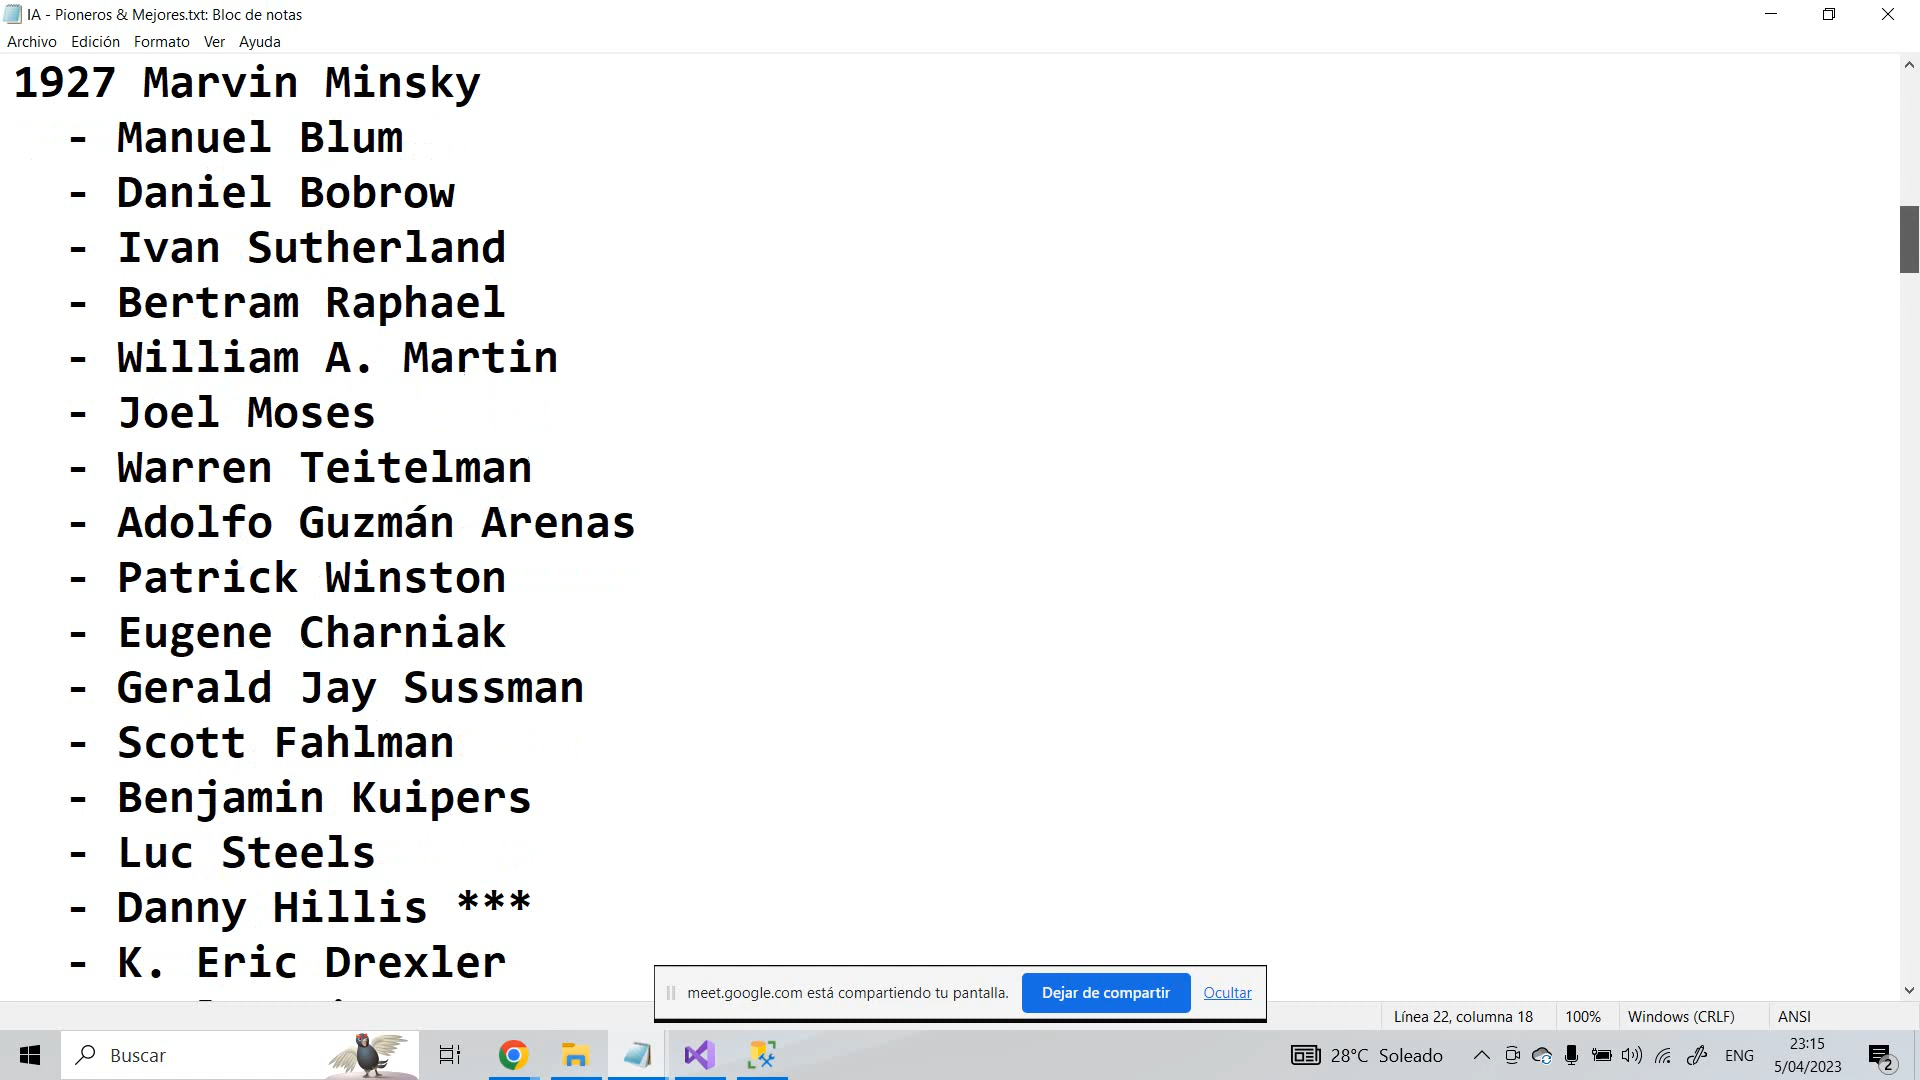 IA - Pioneros & Mejores.txt: Bloc de notas
Archivo Edición Formato Ver Ayuda
1927 Marvin Minsky
- Manuel Blum
- Daniel Bobrow
- Ivan Sutherland
- Bertram Raphael
- William A. Martin
- Joel Moses
- Warren Teitelman
- Adolfo Guzmán Arenas
- Patrick Winston
- Eugene Charniak
- Gerald Jay Sussman
- Scott Fahlman
- Benjamin Kuipers
- Luc Steels
- Danny Hillis ***
- K. Eric Drexler
meet.google.com está compartiendo tu pantalla. Dejar de compartir Ocultar
Línea 22, columna 18 100% Windows (CRLF) ANSI
Buscar
28°C Soleado
ENG
23:15
5/04/2023
2